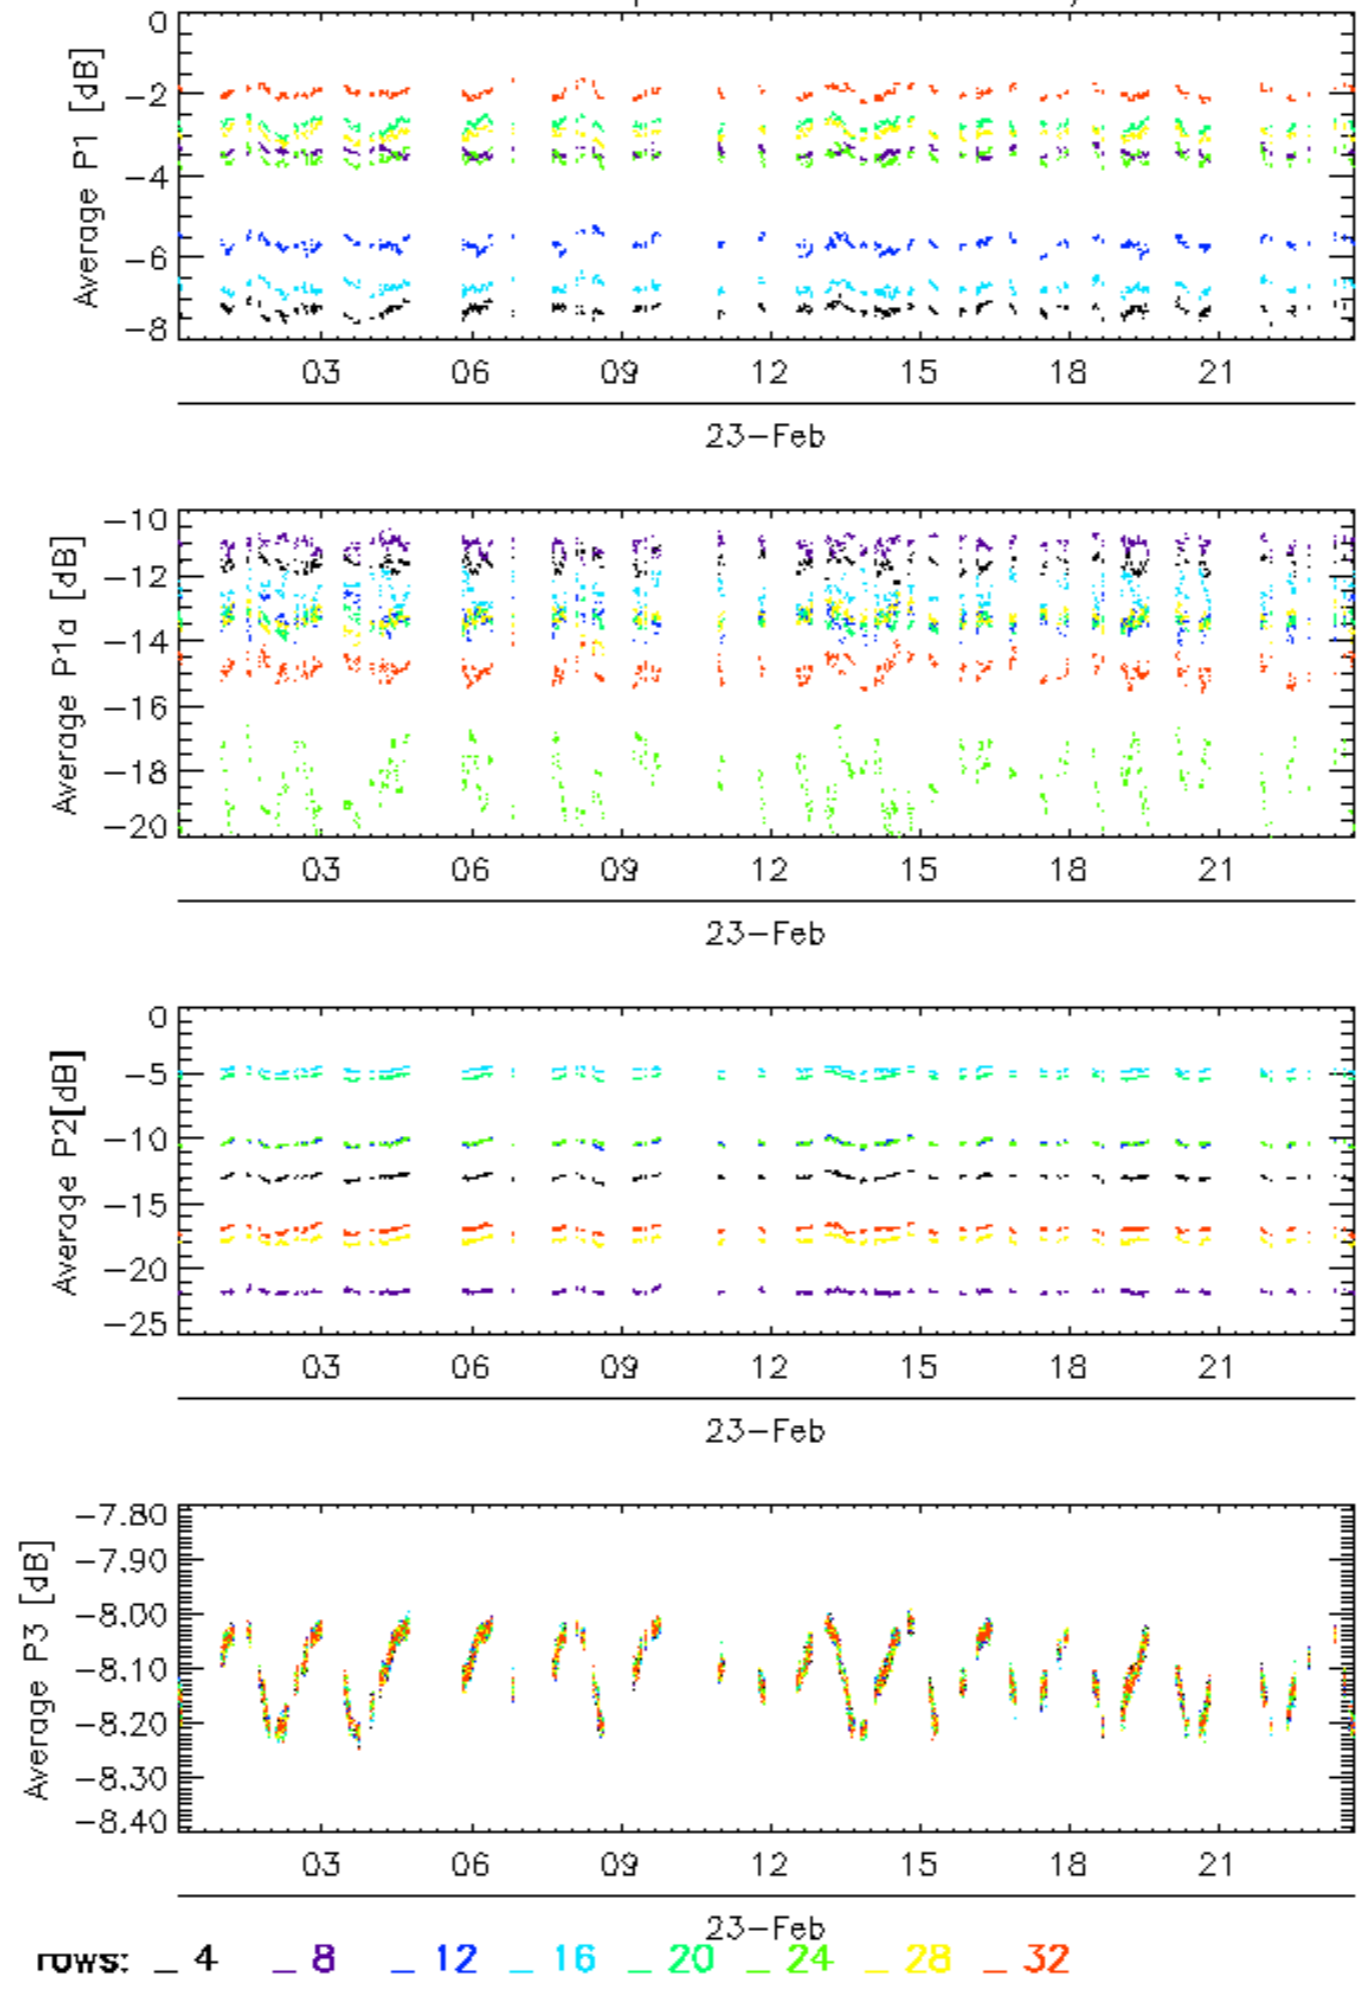 0
-2
-4
-6
-8
Average P1 [dB]
03 06 09 12 15 18 21
23-Feb
-10
-12
-14
-16
-18
-20
Average P1a [dB]
03 06 09 12 15 18 21
23-Feb
0
-5
-10
-15
-20
-25
Average P2[dB]
03 06 09 12 15 18 21
23-Feb
-7.80
-7.90
-8.00
-8.10
-8.20
-8.30
-8.40
Average P3 [dB]
03 06 09 12 15 18 21
23-Feb
rows: _ 4 _ 8 _ 12 _ 16 _ 20 _ 24 _ 28 _ 32